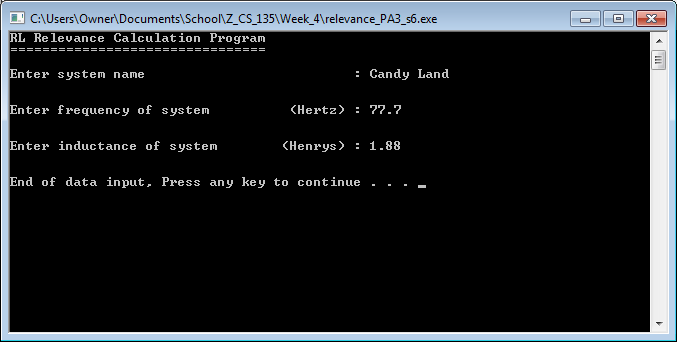 C:\Users\Owner\Documents\School\Z_CS_135\Week_4\relevance_PA3_s6.exe
RL Relevance Calculation Program
================================
Enter system name : Candy Land
Enter frequency of system (Hertz) : 77.7
Enter inductance of system (Henrys) : 1.88
End of data input, Press any key to continue . . . _